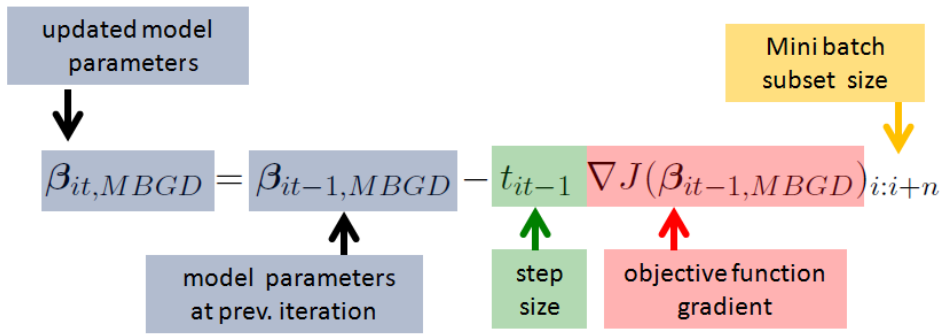 updated model
parameters
Mini batch
subset size
β_{it,MBGD} = β_{it−1,MBGD} − t_{it−1} ∇J(β_{it−1,MBGD})_{i:i+n}
model parameters
at prev. iteration
step
size
objective function
gradient